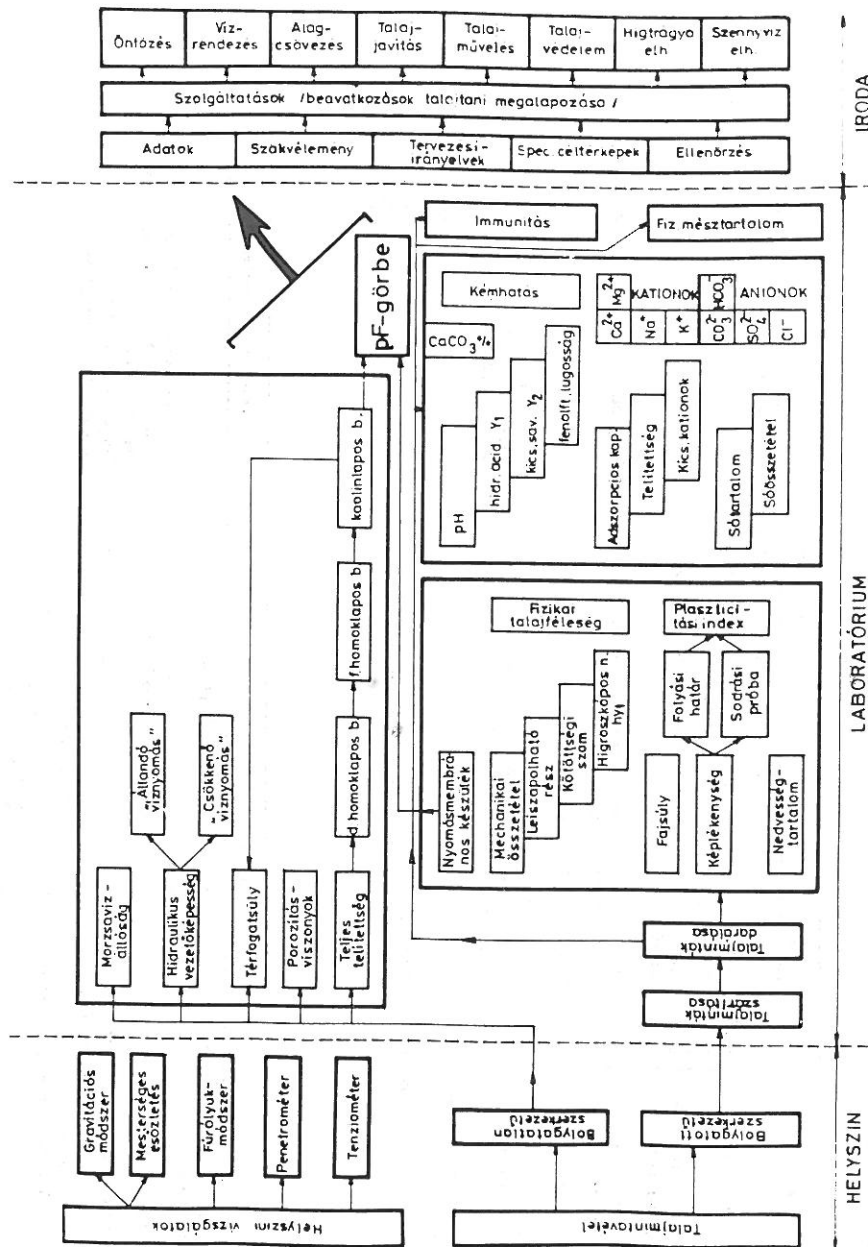 Öntözés
Víz-
rendezés
Alag-
csövezés
Talaj-
javítás
Talaj-
művelés
Talaj-
védelem
Hígtrágya
elh.
Szennyvíz
elh.
Szolgáltatások /beavatkozások talajtani megalapozása/
Adatok
Szakvélemény
Tervezési-
irányelvek
Spec. céltérképek
Ellenőrzés
IRODA
Immunitás
Fiz mésztartalom
pF-görbe
Kémhatás
CaCO3 %
pH
hidr. acid Y1
kics. sav. Y2
fenolft. lúgosság
Ca2+
Mg2+
KATIONOK
Na+
K+
CO3 2-
HCO3-
ANIONOK
SO4 2-
Cl-
Adszorpciós kap.
Telítettség
Kics. kationok
Sótartalom
Sóösszetétel
kaolinlapos b.
f. homoklapos b.
d homoklapos b.
„Állandó
víznyomás"
„Csökkenő
víznyomás"
Morzsavíz-
állóság
Hidraulikus
vezetőképesség
Térfogatsúly
Porozitás-
viszonyok
Teljes
telítettség
Fizikai
talajféleség
Plasztici-
tási index
Nyomásmembrá-
nos készülék
Mechanikai
összetétel
Leiszapolható
rész
Kötöttségi
szám
Higroszkópos n.
hy1
Folyási
határ
Sodrási
próba
Fajsúly
Képlékenység
Nedvesség-
tartalom
Talajminták
darálása
Talajminták
szárítása
LABORATÓRIUM
Gravitációs
módszer
Mesterséges
esőztetés
Fúrólyuk-
módszer
Penetrométer
Tenziométer
Helyszíni vizsgálatok
Bolygatatlan
szerkezetű
Bolygatott
szerkezetű
Talajmintavétel
HELYSZÍN